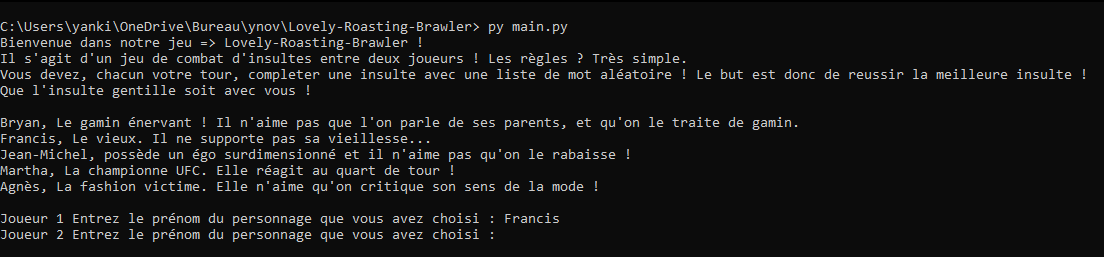 C:\Users\yanki\OneDrive\Bureau\ynov\Lovely-Roasting-Brawler> py main.py
Bienvenue dans notre jeu => Lovely-Roasting-Brawler !
Il s'agit d'un jeu de combat d'insultes entre deux joueurs ! Les règles ? Très simple.
Vous devez, chacun votre tour, completer une insulte avec une liste de mot aléatoire ! Le but est donc de reussir la meilleure insulte !
Que l'insulte gentille soit avec vous !
Bryan, Le gamin énervant ! Il n'aime pas que l'on parle de ses parents, et qu'on le traite de gamin.
Francis, Le vieux. Il ne supporte pas sa vieillesse...
Jean-Michel, possède un égo surdimensionné et il n'aime pas qu'on le rabaisse !
Martha, La championne UFC. Elle réagit au quart de tour !
Agnès, La fashion victime. Elle n'aime qu'on critique son sens de la mode !
Joueur 1 Entrez le prénom du personnage que vous avez choisi : Francis
Joueur 2 Entrez le prénom du personnage que vous avez choisi :